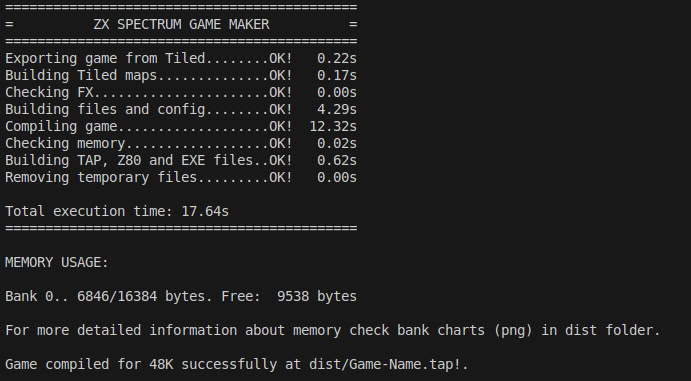 ============================================
=          ZX SPECTRUM GAME MAKER          =
============================================
Exporting game from Tiled........OK!   0.22s
Building Tiled maps..............OK!   0.17s
Checking FX......................OK!   0.00s
Building files and config........OK!   4.29s
Compiling game...................OK!  12.32s
Checking memory..................OK!   0.02s
Building TAP, Z80 and EXE files..OK!   0.62s
Removing temporary files.........OK!   0.00s
Total execution time: 17.64s
============================================
MEMORY USAGE:
Bank 0.. 6846/16384 bytes. Free:  9538 bytes
For more detailed information about memory check bank charts (png) in dist folder.
Game compiled for 48K successfully at dist/Game-Name.tap!.